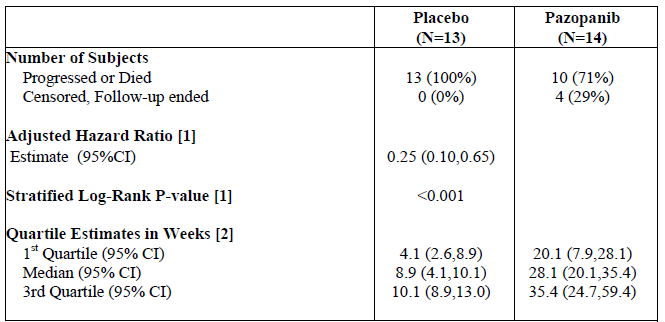 Placebo Pazopanib
(N=13) (N=14)
Number of Subjects
Progressed or Died 13 (100%) 10 (71%)
Censored, Follow-up ended 0 (0%) 4 (29%)
Adjusted Hazard Ratio [1]
Estimate (95%CI) 0.25 (0.10,0.65)
Stratified Log-Rank P-value [1] <0.001
Quartile Estimates in Weeks [2]
1st Quartile (95% CI) 4.1 (2.6,8.9) 20.1 (7.9,28.1)
Median (95% CI) 8.9 (4.1,10.1) 28.1 (20.1,35.4)
3rd Quartile (95% CI) 10.1 (8.9,13.0) 35.4 (24.7,59.4)